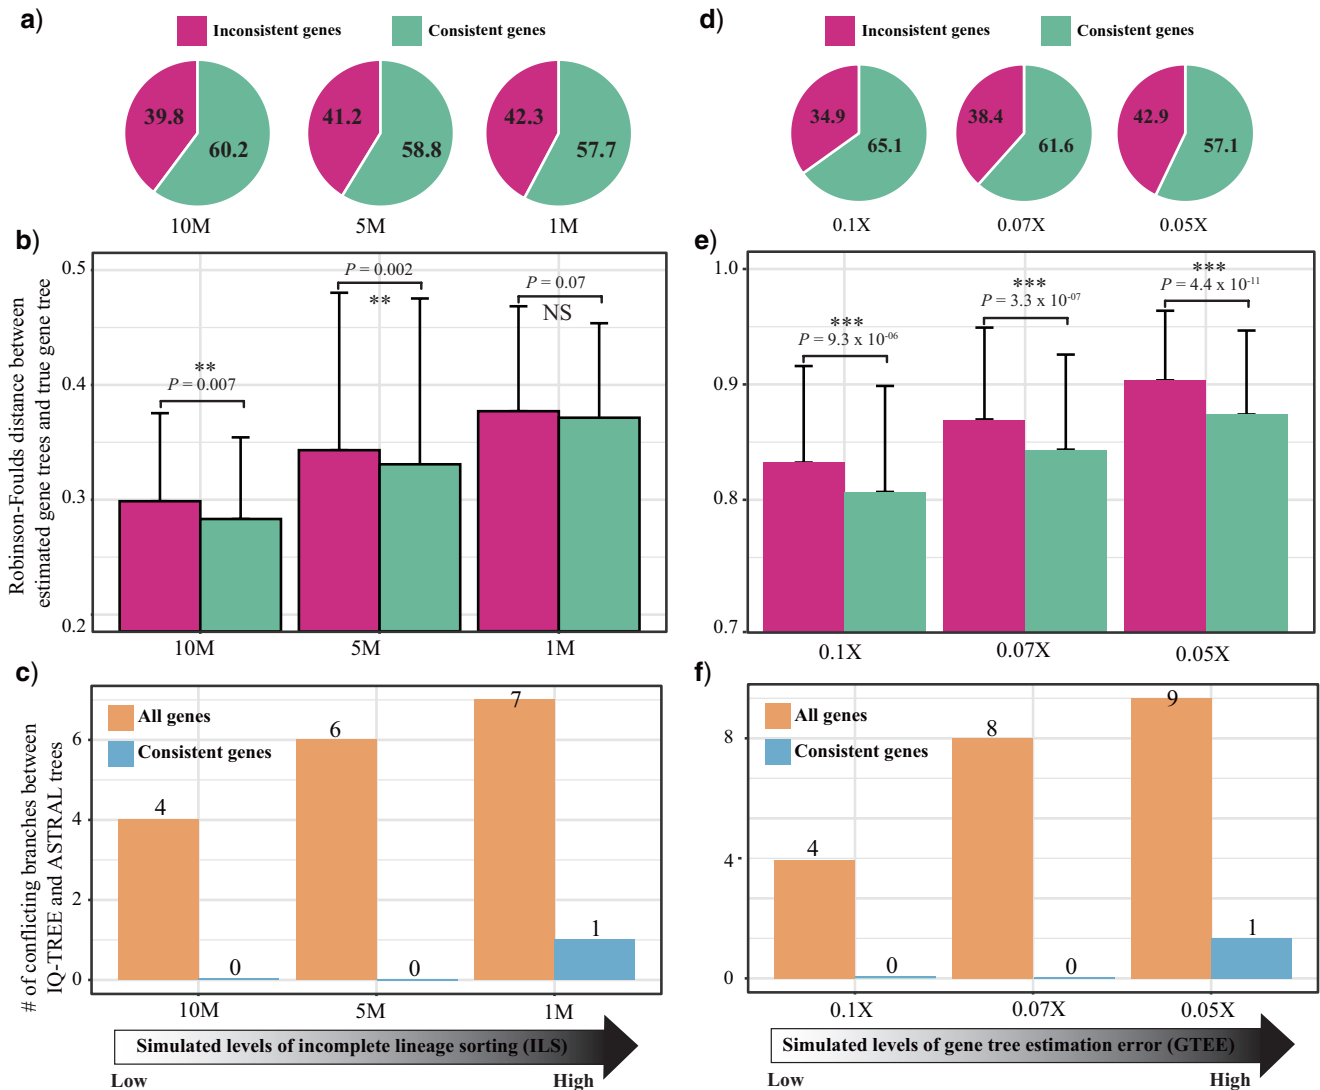 a)
Inconsistent genes
Consistent genes
39.8
60.2
41.2
58.8
42.3
57.7
10M
5M
1M
d)
Inconsistent genes
Consistent genes
34.9
65.1
38.4
61.6
42.9
57.1
0.1X
0.07X
0.05X
b)
Robinson-Foulds distance between
estimated gene trees and true gene tree
0.5
0.4
0.3
0.2
**
P = 0.007
P = 0.002
**
P = 0.07
NS
10M
5M
1M
e)
1.0
0.9
0.8
0.7
***
P = 9.3 x 10-06
***
P = 3.3 x 10-07
***
P = 4.4 x 10-11
0.1X
0.07X
0.05X
c)
# of conflicting branches between
IQ-TREE and ASTRAL trees
All genes
Consistent genes
6
4
2
0
4
0
6
0
7
1
10M
5M
1M
Simulated levels of incomplete lineage sorting (ILS)
Low
High
f)
All genes
Consistent genes
8
4
0
4
0
8
0
9
1
0.1X
0.07X
0.05X
Simulated levels of gene tree estimation error (GTEE)
Low
High